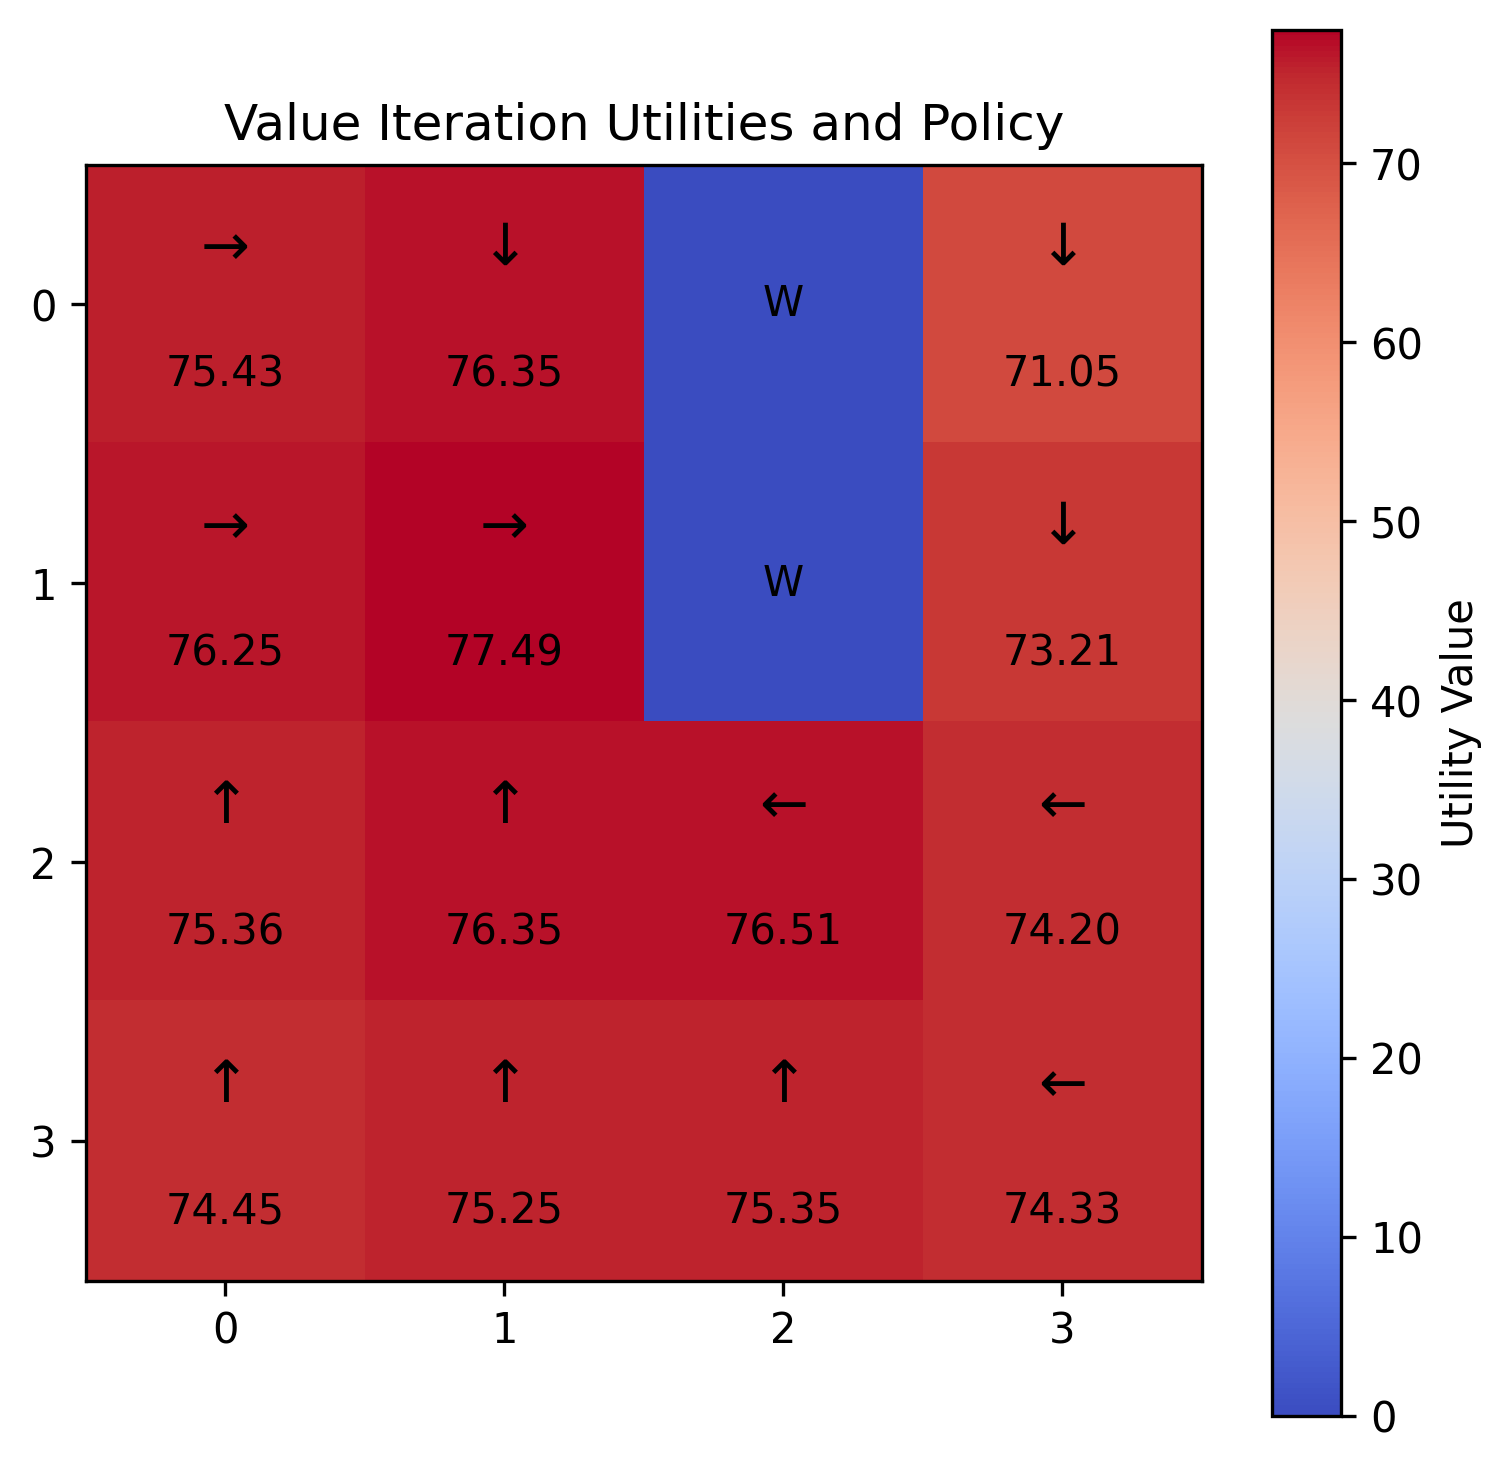 Value Iteration Utilities and Policy
→ ↓ ↓
0 W
75.43 76.35 71.05
→ → ↓
1 W
76.25 77.49 73.21
↑ ↑ ← ←
2
75.36 76.35 76.51 74.20
↑ ↑ ↑ ←
3
74.45 75.25 75.35 74.33
0 1 2 3
70
60
50
40
30
20
10
0
Utility Value